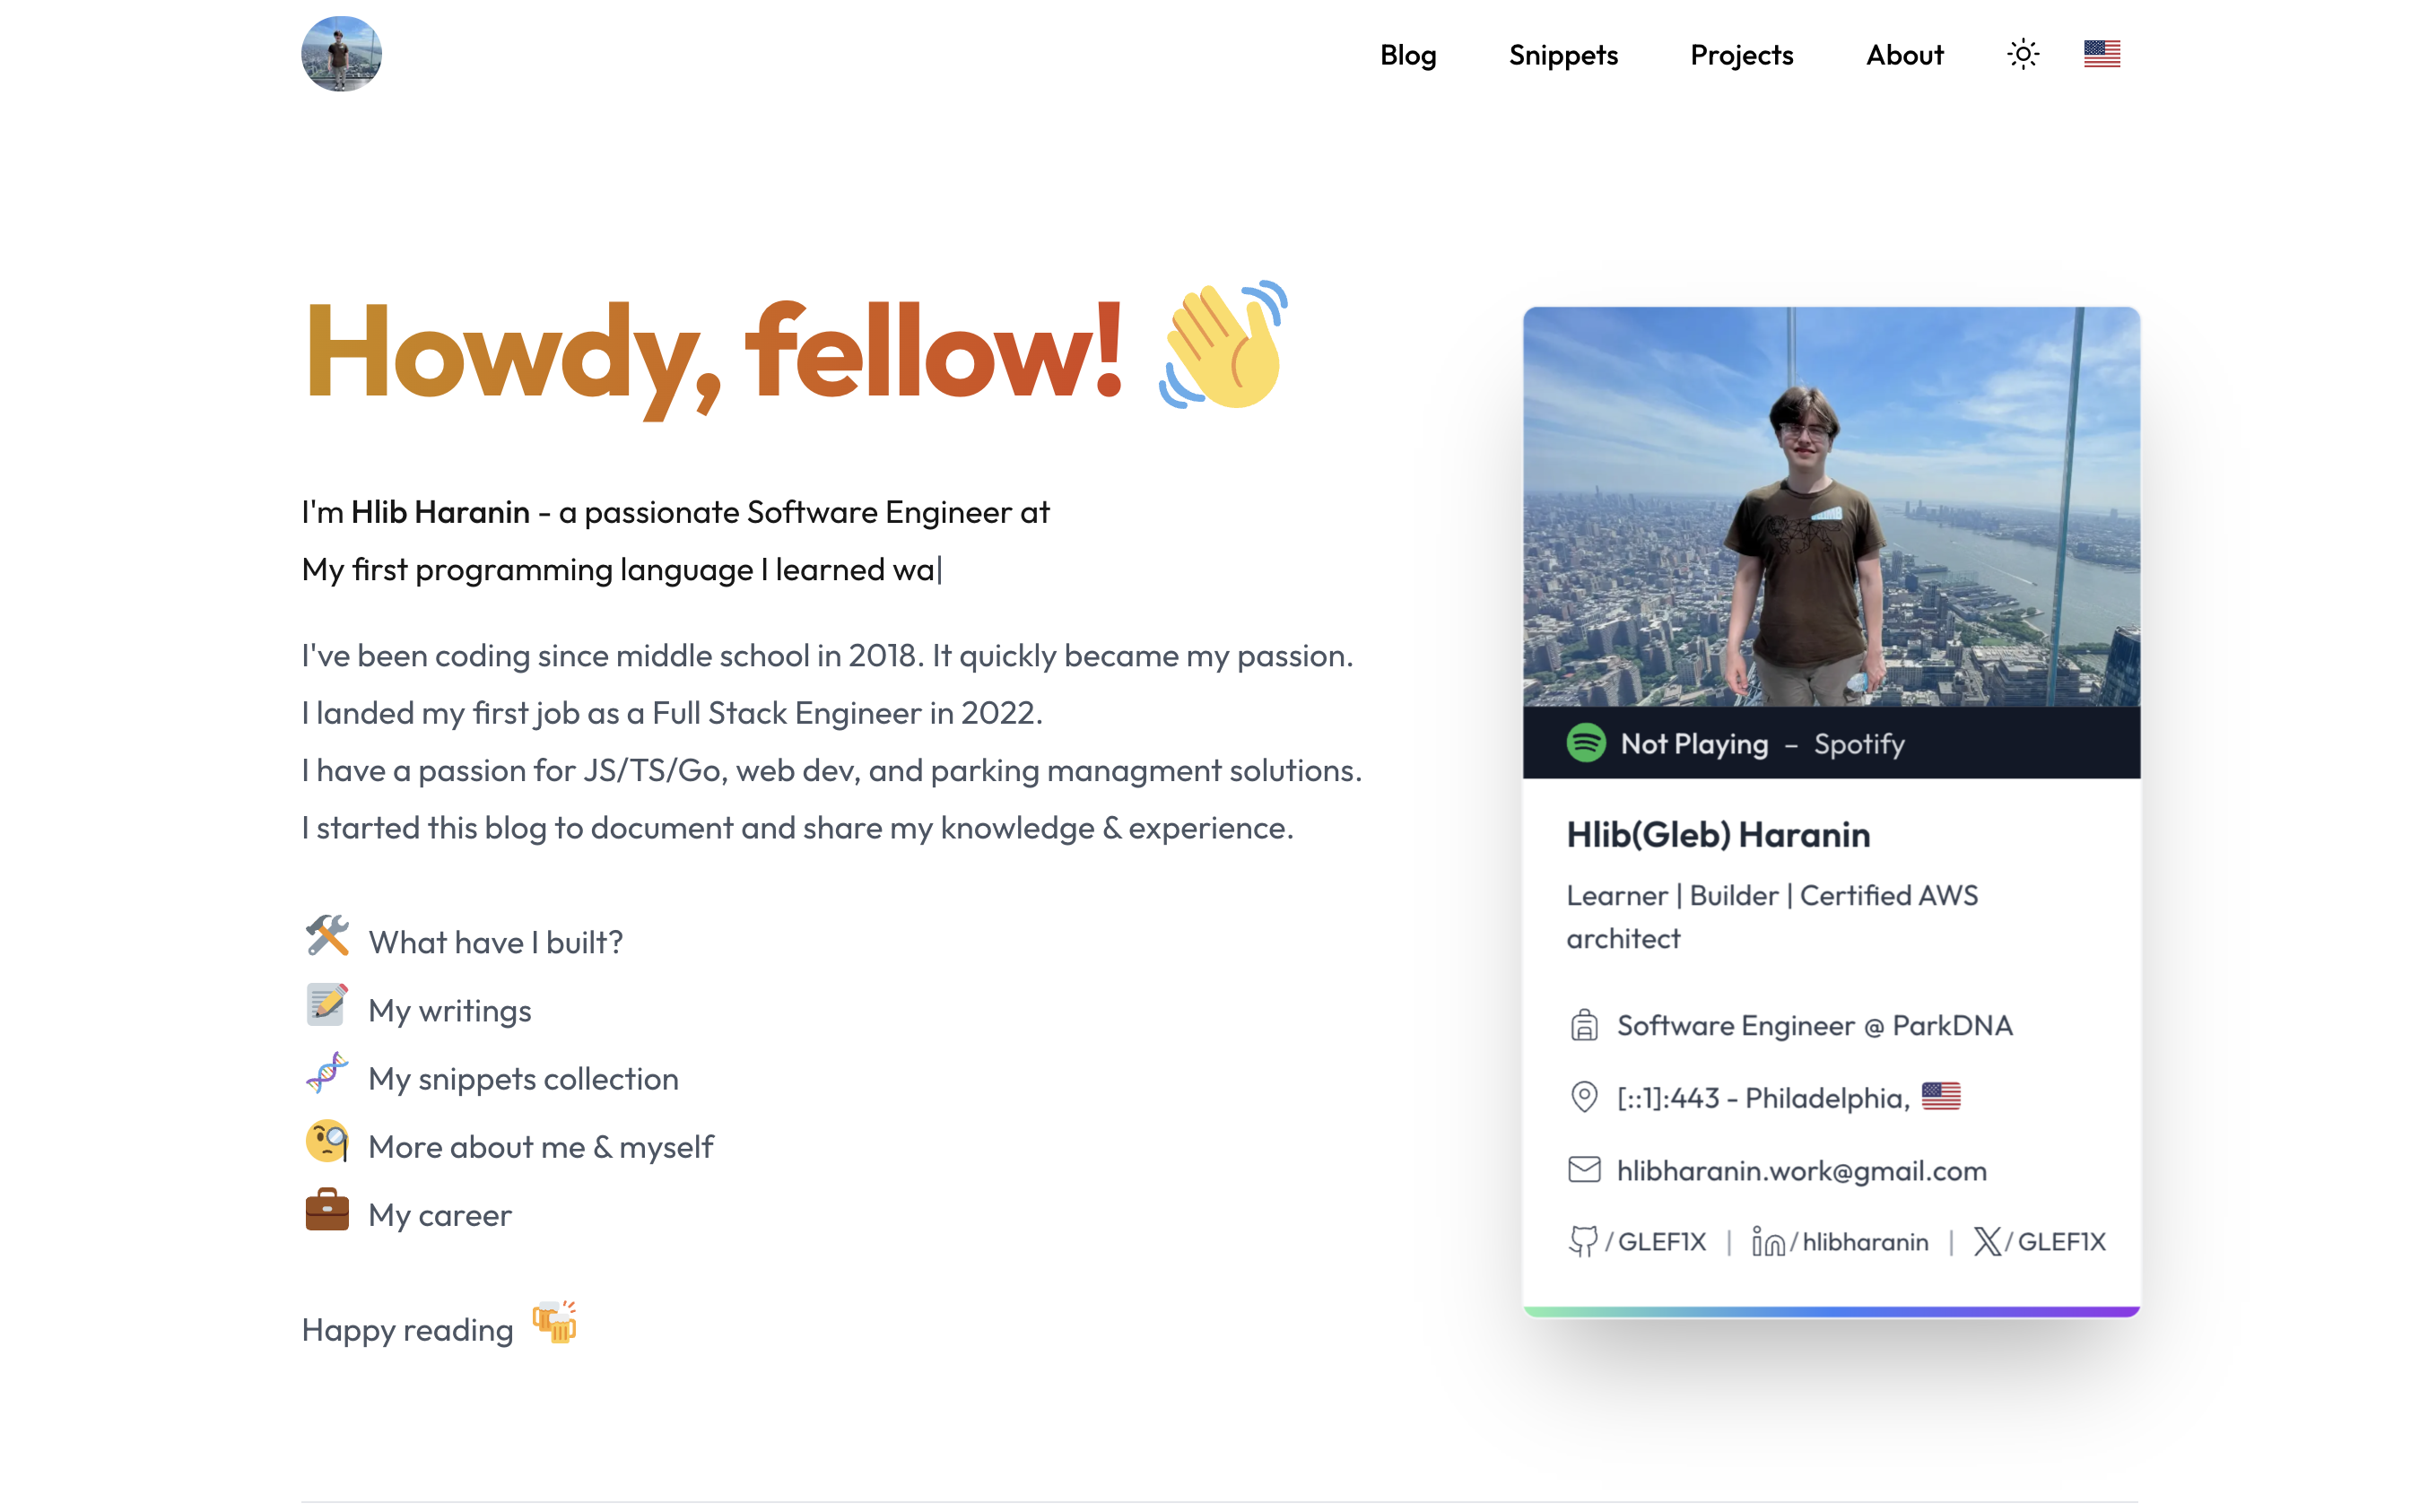 Blog Snippets Projects About
Howdy, fellow!
I'm Hlib Haranin - a passionate Software Engineer at
My first programming language I learned wa
I've been coding since middle school in 2018. It quickly became my passion.
I landed my first job as a Full Stack Engineer in 2022.
I have a passion for JS/TS/Go, web dev, and parking managment solutions.
I started this blog to document and share my knowledge & experience.
What have I built?
My writings
My snippets collection
More about me & myself
My career
Happy reading
Not Playing – Spotify
Hlib(Gleb) Haranin
Learner | Builder | Certified AWS
architect
Software Engineer @ ParkDNA
[::1]:443 - Philadelphia,
hlibharanin.work@gmail.com
/GLEF1X | in/hlibharanin | X/GLEF1X